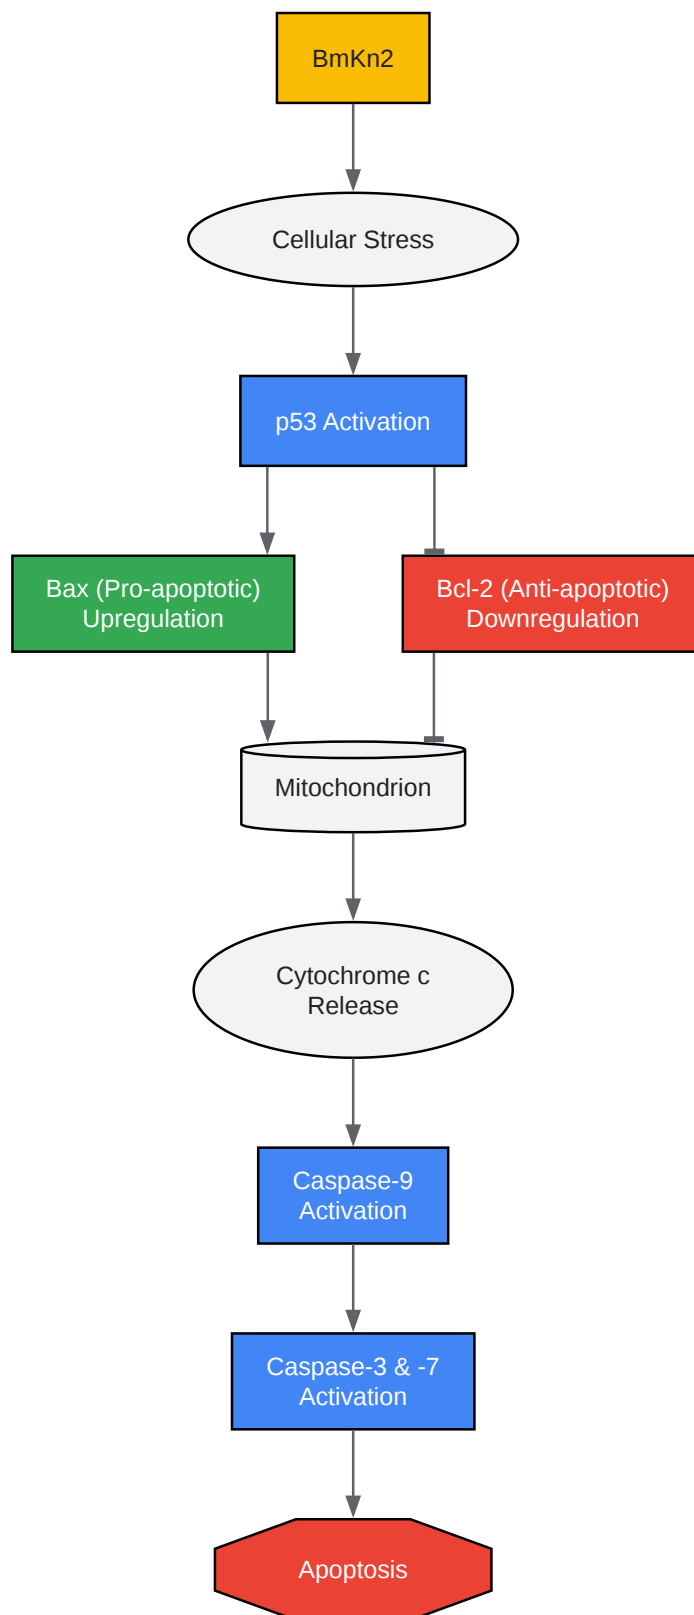 BmKn2
Cellular Stress
p53 Activation
Bax (Pro-apoptotic)
Upregulation
Bcl-2 (Anti-apoptotic)
Downregulation
Mitochondrion
Cytochrome c
Release
Caspase-9
Activation
Caspase-3 & -7
Activation
Apoptosis